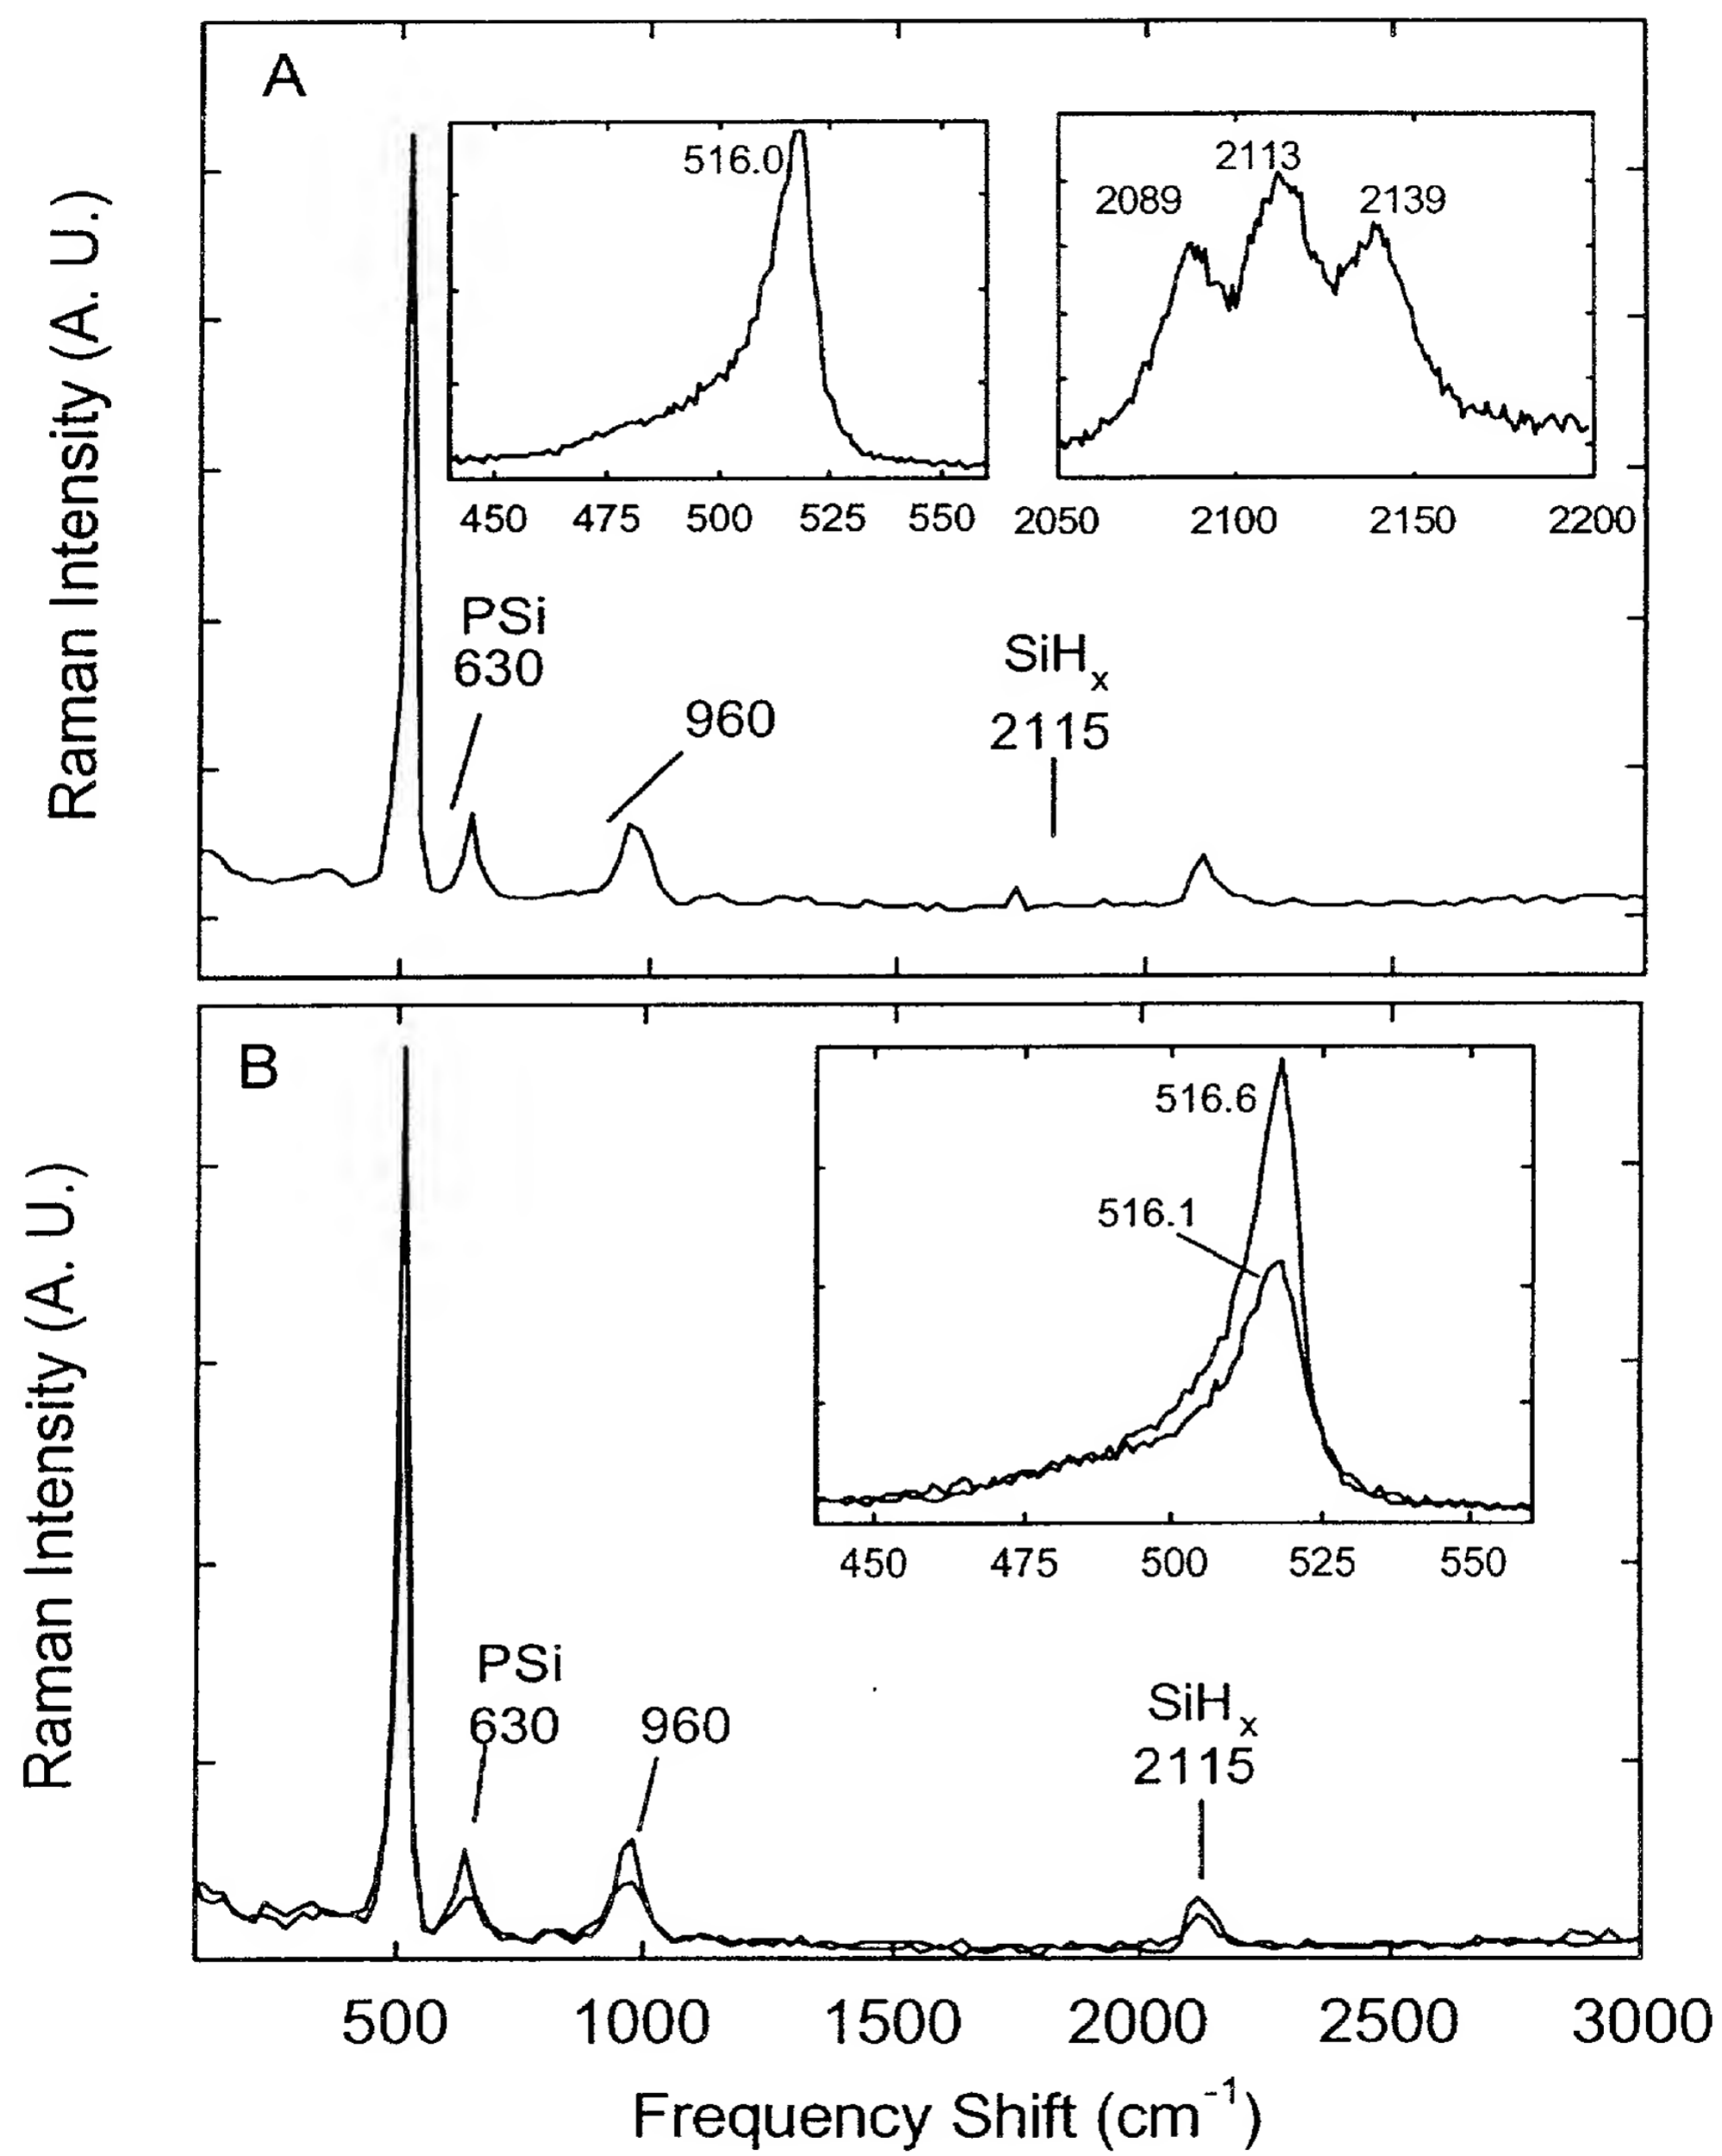 A
Raman Intensity (A. U.)
516.0
450 475 500 525 550
2089
2113
2139
2050 2100 2150 2200
PSi
630
960
SiHx
2115
B
Raman Intensity (A. U.)
516.6
516.1
450 475 500 525 550
PSi
630
960
SiHx
2115
500 1000 1500 2000 2500 3000
Frequency Shift (cm⁻¹)